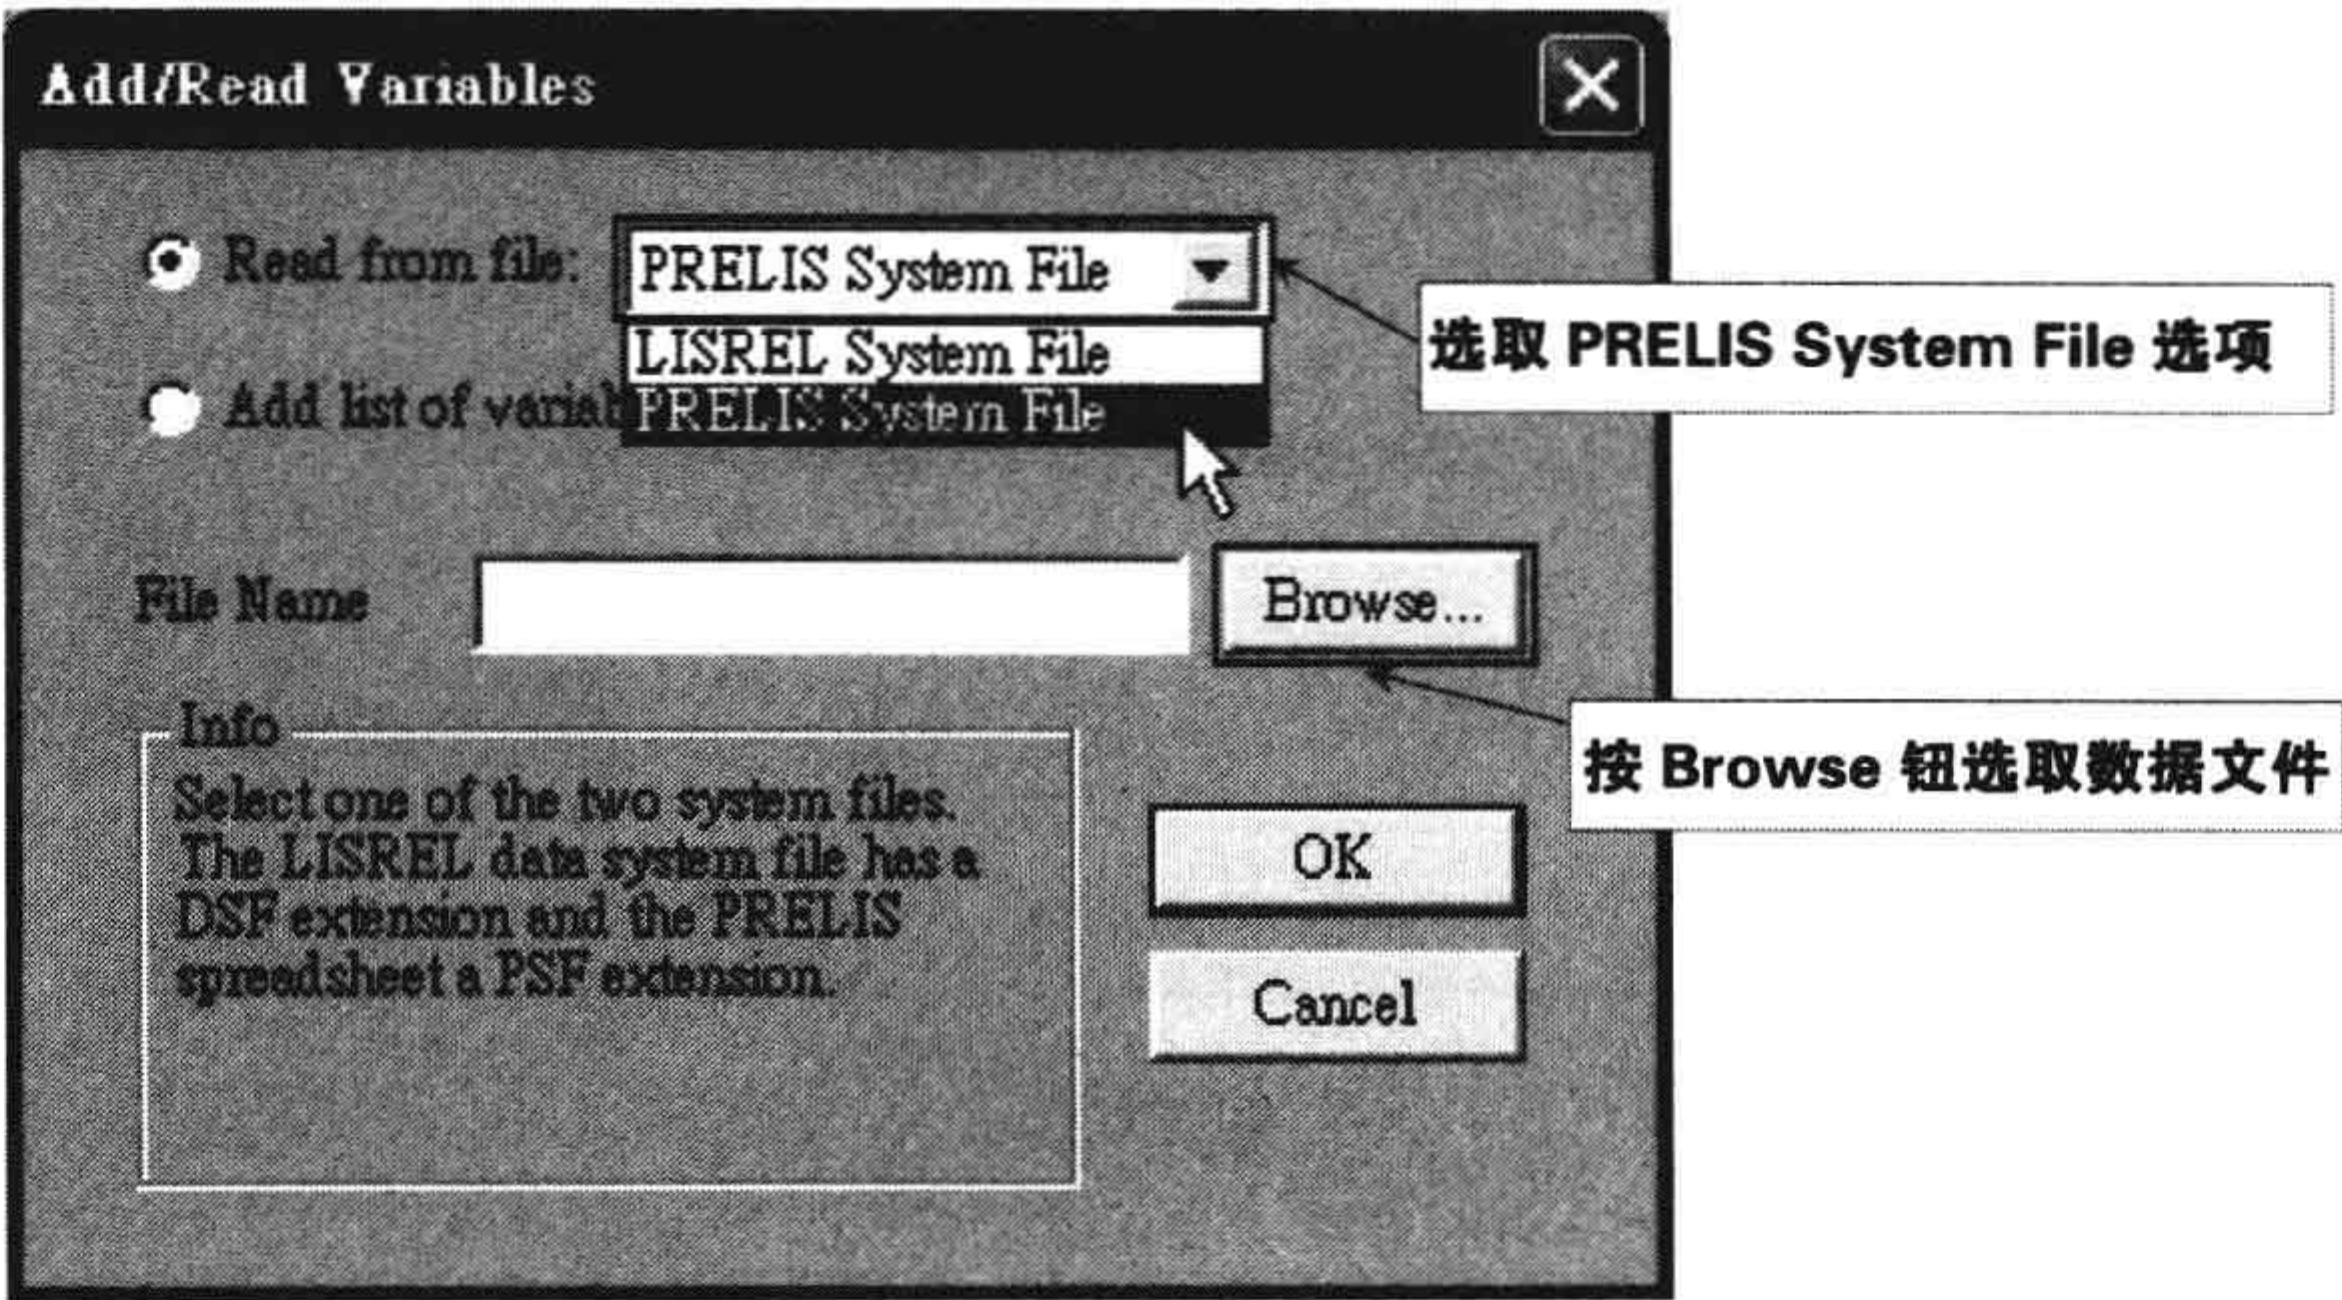 Add/Read Variables
Read from file:
PRELIS System File
LISREL System File
PRELIS System File
选取 PRELIS System File 选项
Add list of variab
File Name
Browse...
按 Browse 钮选取数据文件
Info
Select one of the two system files.
The LISREL data system file has a
DSF extension and the PRELIS
spreadsheet a PSF extension.
OK
Cancel